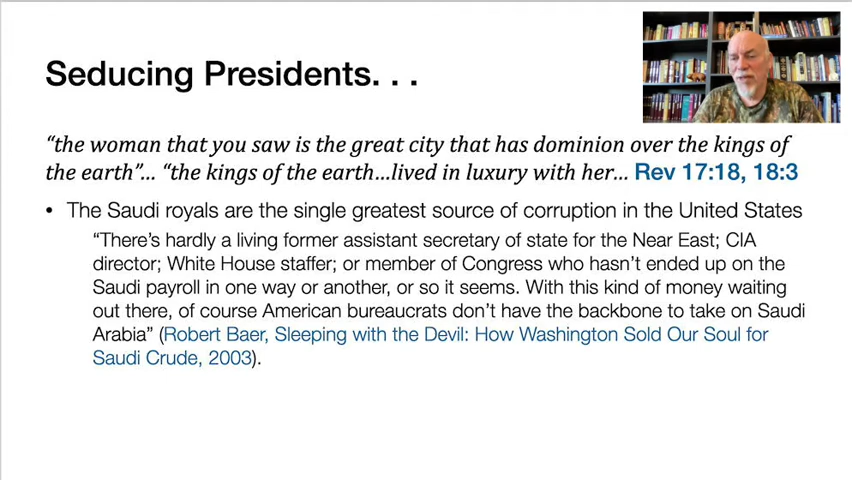 Seducing Presidents. . .
“the woman that you saw is the great city that has dominion over the kings of
the earth”... “the kings of the earth...lived in luxury with her... Rev 17:18, 18:3
• The Saudi royals are the single greatest source of corruption in the United States
“There’s hardly a living former assistant secretary of state for the Near East; CIA
director; White House staffer; or member of Congress who hasn’t ended up on the
Saudi payroll in one way or another, or so it seems. With this kind of money waiting
out there, of course American bureaucrats don’t have the backbone to take on Saudi
Arabia” (Robert Baer, Sleeping with the Devil: How Washington Sold Our Soul for
Saudi Crude, 2003).